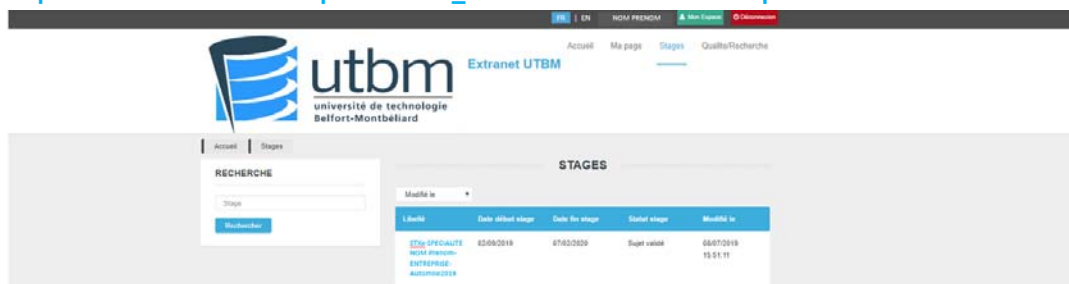 FR | EN NOM PRENOM Mon Espace Déconnexion
Accueil Ma page Stages Qualité/Recherche
utbm
Extranet UTBM
université de technologie
Belfort-Montbéliard
Accueil Stages
RECHERCHE
STAGES
Modifié le
Stage
Rechercher
Libellé Date début stage Date fin stage Statut stage Modifié le
STXx-SPECIALITE 02/09/2019 07/02/2020 Sujet validé 08/07/2019
NOM Prenom- 15:51:11
ENTREPRISE-
Automne2019